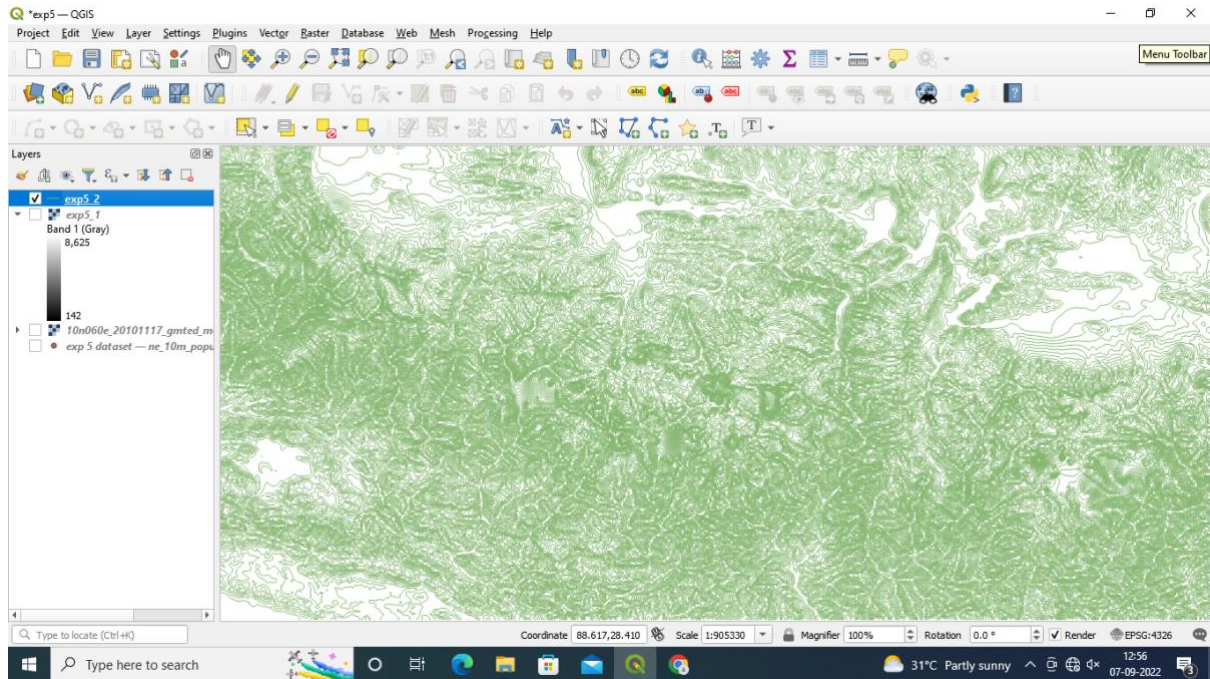 *exp5 — QGIS
Project Edit View Layer Settings Plugins Vector Raster Database Web Mesh Processing Help
Menu Toolbar
Layers
exp5_2
exp5_1
Band 1 (Gray)
8,625
142
10n060e_20101117_gmted_m
exp 5 dataset — ne_10m_popu
Type to locate (Ctrl+K)
Coordinate 88.617,28.410 Scale 1:905330 Magnifier 100% Rotation 0.0 ° Render EPSG:4326
Type here to search
31°C Partly sunny
12:56
07-09-2022
3